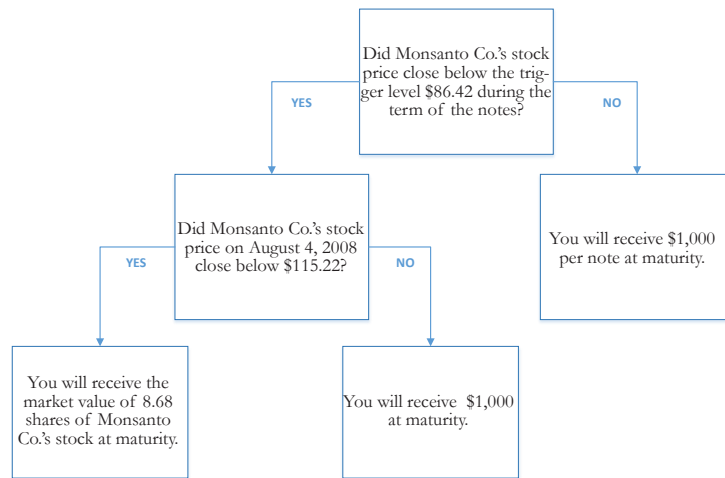 Did Monsanto Co.'s stock
price close below the trig-
ger level $86.42 during the
term of the notes?
YES
NO
Did Monsanto Co.'s stock
price on August 4, 2008
close below $115.22?
You will receive $1,000
per note at maturity.
YES
NO
You will receive the
market value of 8.68
shares of Monsanto
Co.'s stock at maturity.
You will receive $1,000
at maturity.